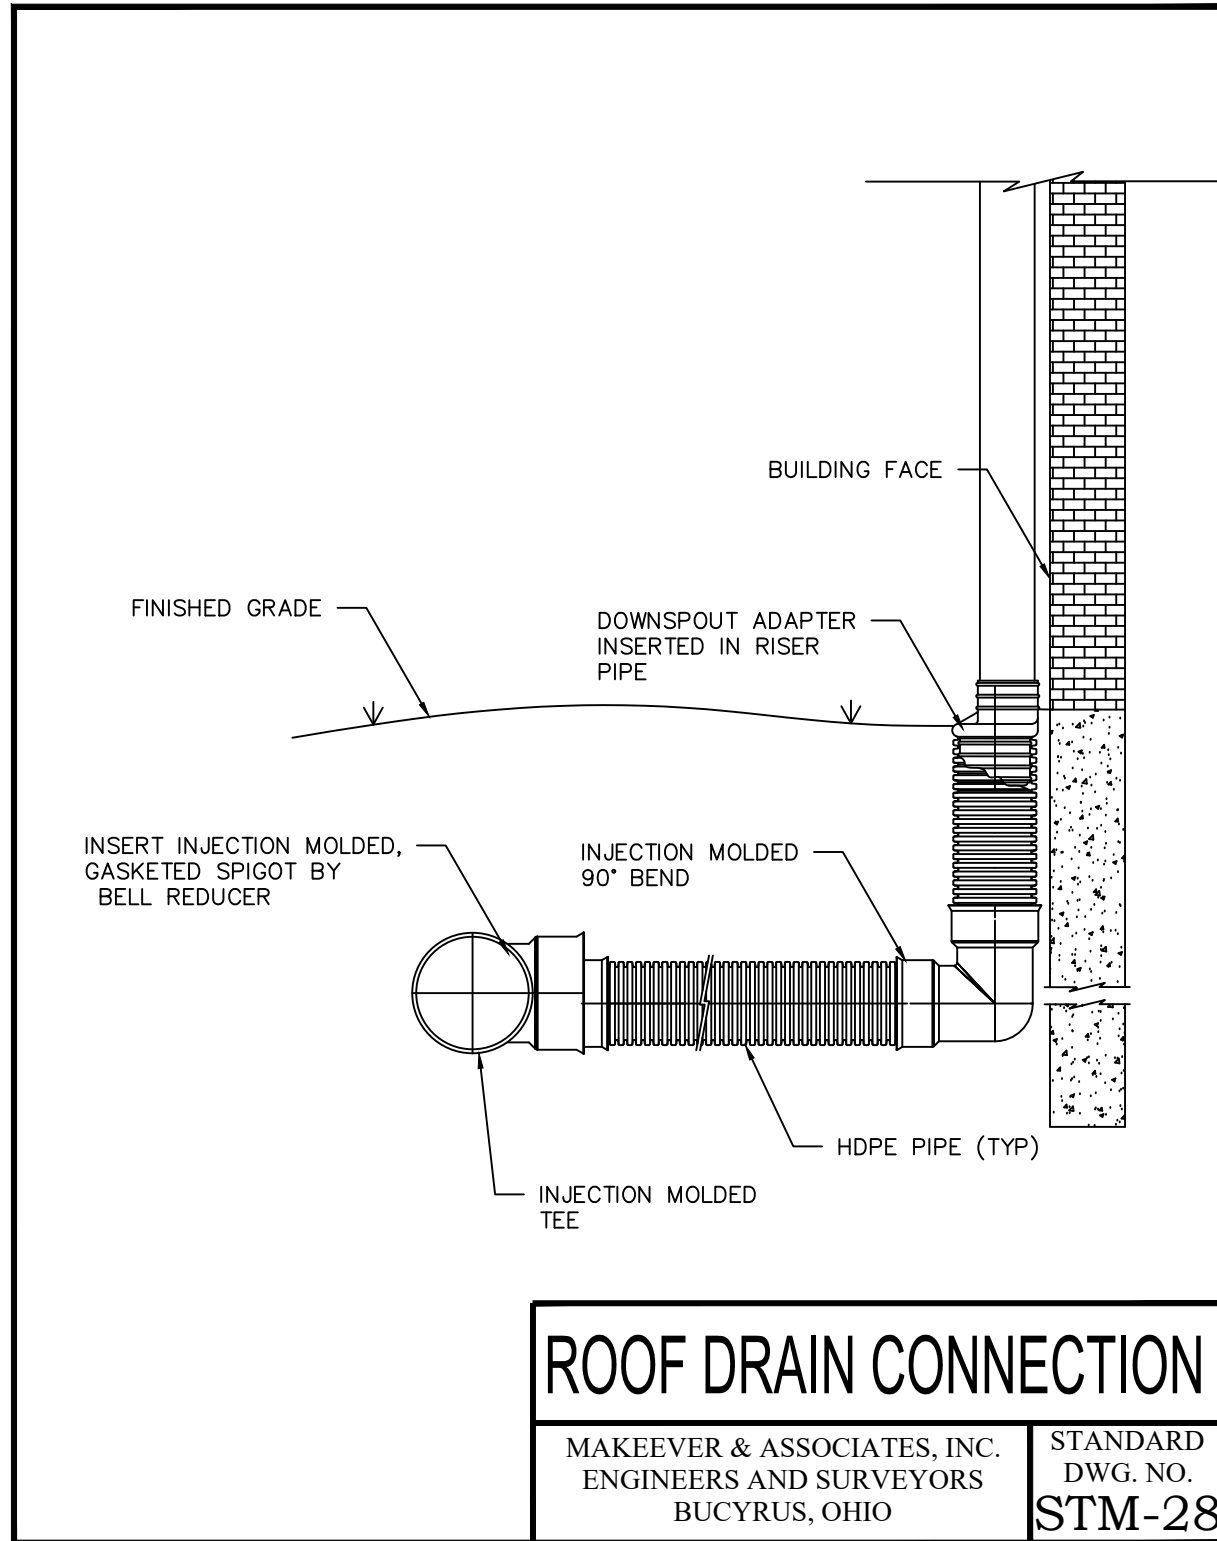 BUILDING FACE
FINISHED GRADE
DOWNSPOUT ADAPTER
INSERTED IN RISER
PIPE
INSERT INJECTION MOLDED,
GASKETED SPIGOT BY
BELL REDUCER
INJECTION MOLDED
90° BEND
HDPE PIPE (TYP)
INJECTION MOLDED
TEE
ROOF DRAIN CONNECTION
MAKEEVER & ASSOCIATES, INC.
ENGINEERS AND SURVEYORS
BUCYRUS, OHIO
STANDARD
DWG. NO.
STM-28